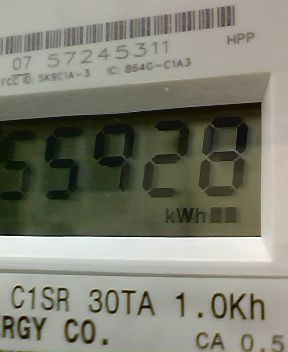 07 57245311
HPP
FCC ID: SK9C1A-3 IC: 864G-C1A3
55928
kWh
C1SR 30TA 1.0Kh
RGY CO.
CA 0.5